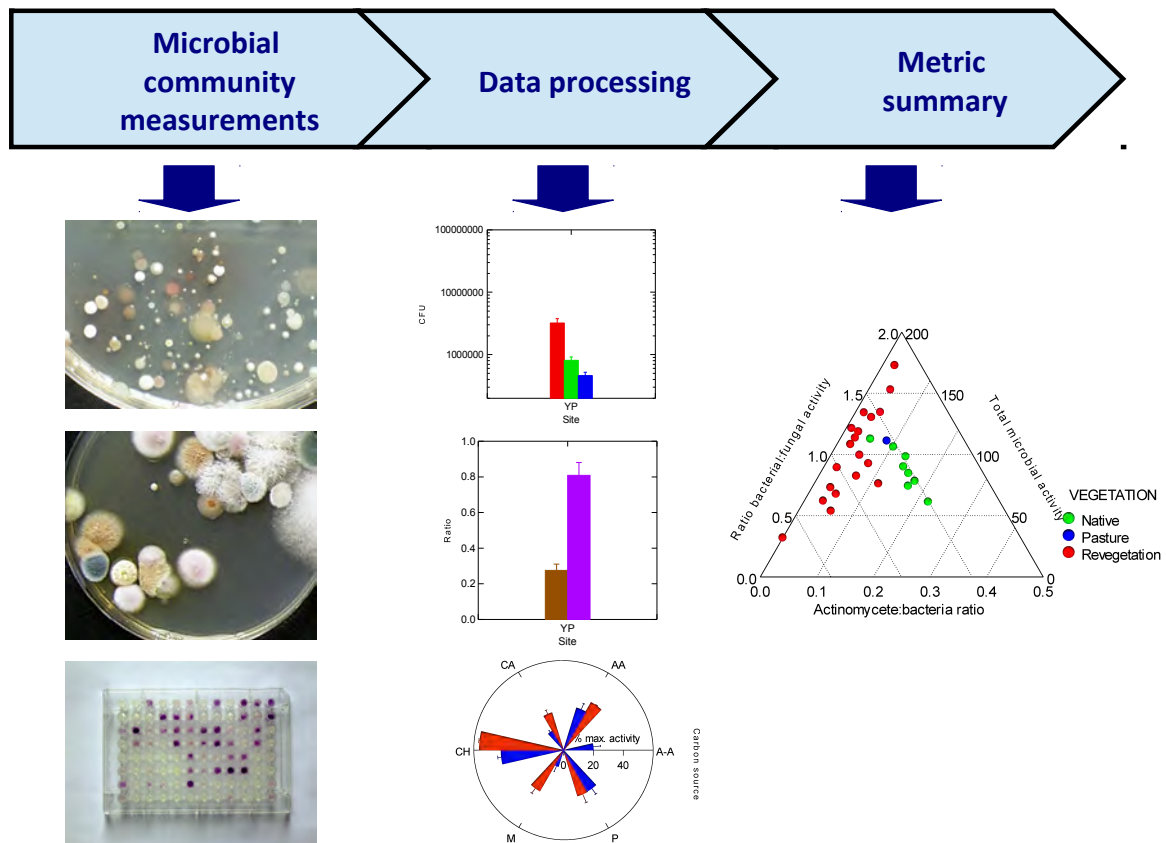 Microbial
community
measurements
Data processing
Metric
summary
100000000
10000000
1000000
CFU
YP
Site
1.0
0.8
0.6
0.4
0.2
0.0
Ratio
YP
Site
CA
AA
CH
A-A
M
P
% max. activity
0
20
40
Carbon source
2.0
200
1.5
150
1.0
100
0.5
50
0.0
0
Ratio bacterial:fungal activity
Total microbial activity
0.0
0.1
0.2
0.3
0.4
0.5
Actinomycete:bacteria ratio
VEGETATION
Native
Pasture
Revegetation